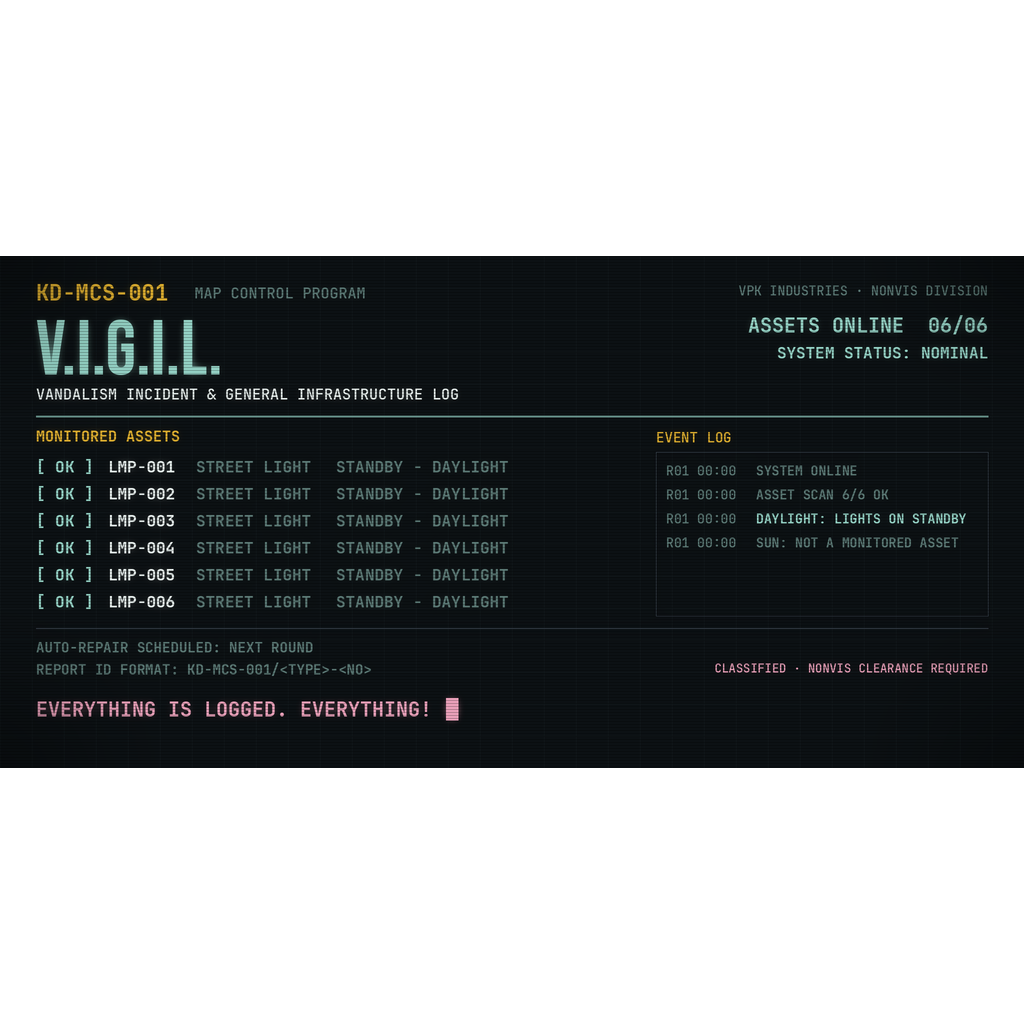 KD-MCS-001 MAP CONTROL PROGRAM
VPK INDUSTRIES · NONVIS DIVISION
V.I.G.I.L.
ASSETS ONLINE 06/06
SYSTEM STATUS: NOMINAL
VANDALISM INCIDENT & GENERAL INFRASTRUCTURE LOG
MONITORED ASSETS
[ OK ] LMP-001 STREET LIGHT STANDBY - DAYLIGHT
[ OK ] LMP-002 STREET LIGHT STANDBY - DAYLIGHT
[ OK ] LMP-003 STREET LIGHT STANDBY - DAYLIGHT
[ OK ] LMP-004 STREET LIGHT STANDBY - DAYLIGHT
[ OK ] LMP-005 STREET LIGHT STANDBY - DAYLIGHT
[ OK ] LMP-006 STREET LIGHT STANDBY - DAYLIGHT
EVENT LOG
R01 00:00 SYSTEM ONLINE
R01 00:00 ASSET SCAN 6/6 OK
R01 00:00 DAYLIGHT: LIGHTS ON STANDBY
R01 00:00 SUN: NOT A MONITORED ASSET
AUTO-REPAIR SCHEDULED: NEXT ROUND
REPORT ID FORMAT: KD-MCS-001/<TYPE>-<NO>
CLASSIFIED · NONVIS CLEARANCE REQUIRED
EVERYTHING IS LOGGED. EVERYTHING!